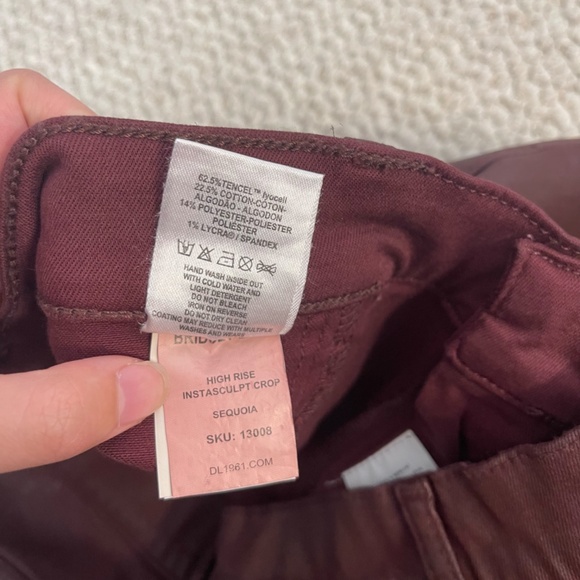 62.5%TENCEL™ lyocell
22.5% COTTON-CÓTON-
ALGODÃO - ALGODON
14% POLYESTER-POLIESTER
POLIÉSTER
1% LYCRA® / SPANDEX
HAND WASH INSIDE OUT
WITH COLD WATER AND
LIGHT DETERGENT
DO NOT BLEACH
IRON ON REVERSE
DO NOT DRY CLEAN
COATING MAY REDUCE WITH MULTIPLE
WASHES AND WEARS
HIGH RISE
INSTASCULPT CROP
SEQUOIA
SKU: 13008
DL1961.COM